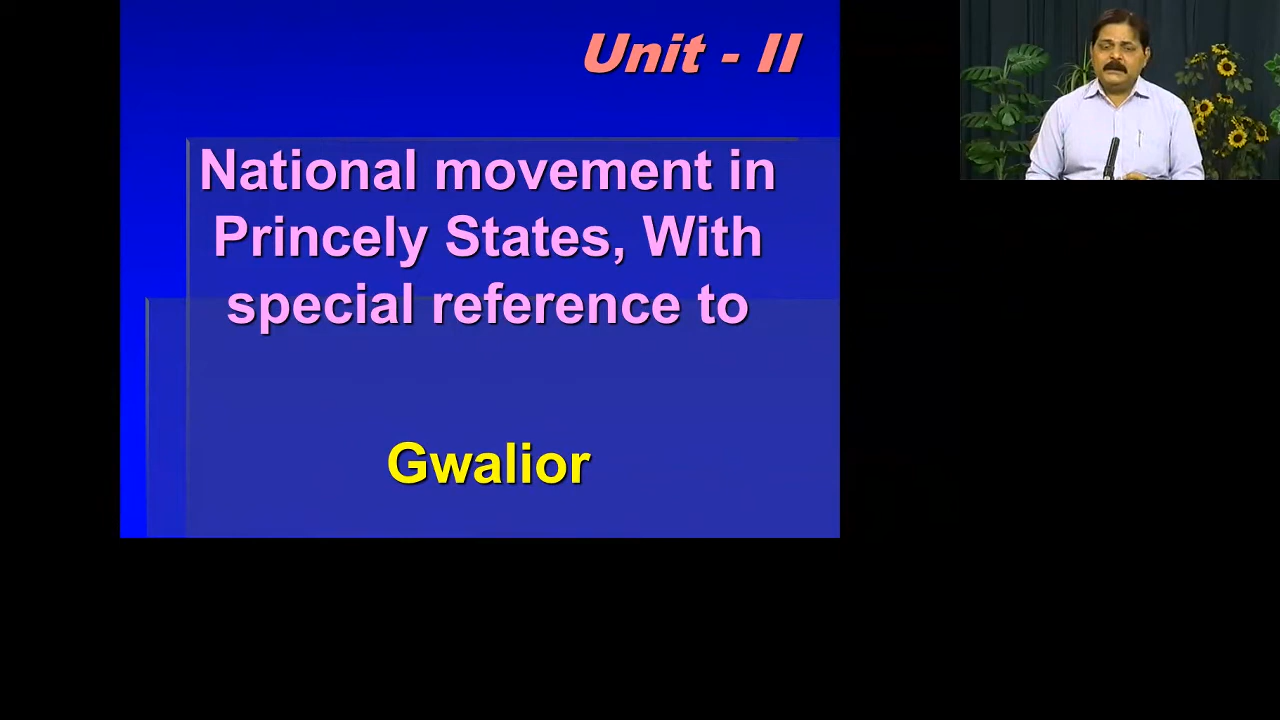 Unit - II
National movement in
Princely States, With
special reference to
Gwalior